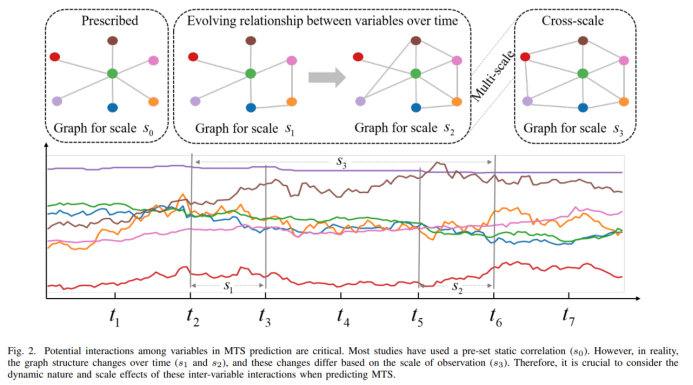 Prescribed
Evolving relationship between variables over time
Cross-scale
Multi-scale
Graph for scale s0
Graph for scale s1
Graph for scale s2
Graph for scale s3
s3
s1
s2
t1 t2 t3 t4 t5 t6 t7
Fig. 2. Potential interactions among variables in MTS prediction are critical. Most studies have used a pre-set static correlation (s0). However, in reality,
the graph structure changes over time (s1 and s2), and these changes differ based on the scale of observation (s3). Therefore, it is crucial to consider the
dynamic nature and scale effects of these inter-variable interactions when predicting MTS.